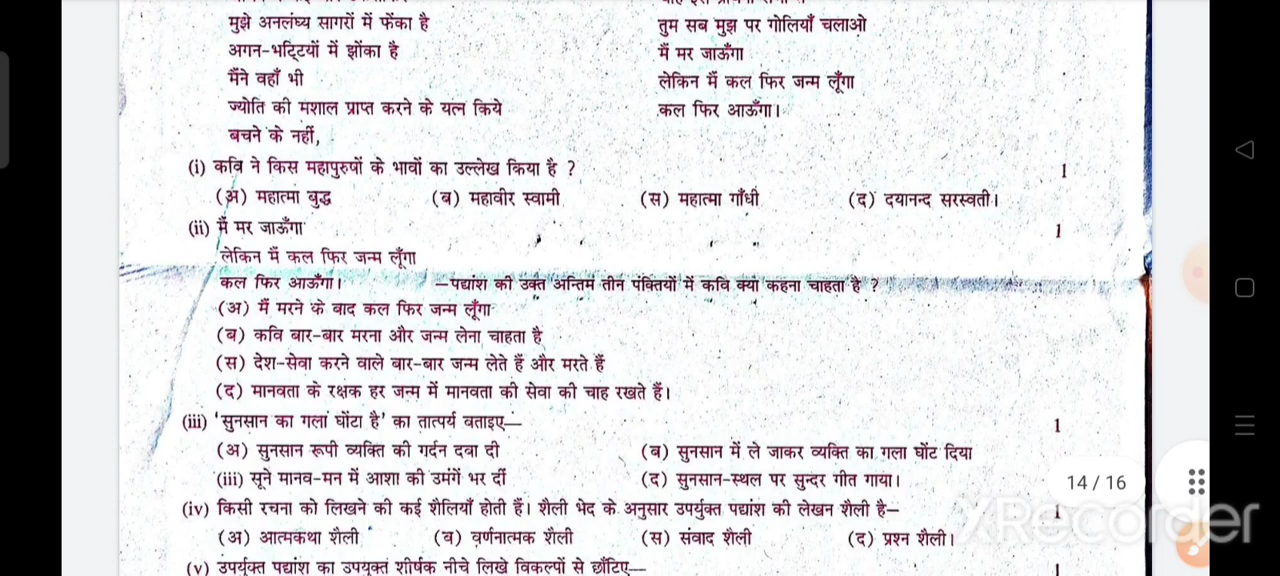 मुझे अनलंघ्य सागरों में फेंका है
अगन-भट्टियों में झोंका है
मैंने वहाँ भी
ज्योति की मशाल प्राप्त करने के यत्न किये
बचने के नहीं,
तुम सब मुझ पर गोलियाँ चलाओ
मैं मर जाऊँगा
लेकिन मैं कल फिर जन्म लूँगा
कल फिर आऊँगा।
(i) कवि ने किस महापुरुषों के भावों का उल्लेख किया है ? 1
(अ) महात्मा बुद्ध (ब) महावीर स्वामी (स) महात्मा गाँधी (द) दयानन्द सरस्वती।
(ii) मैं मर जाऊँगा 1
लेकिन मैं कल फिर जन्म लूँगा
कल फिर आऊँगा। —पद्यांश की उक्त अन्तिम तीन पंक्तियों में कवि क्या कहना चाहता है ?
(अ) मैं मरने के बाद कल फिर जन्म लूँगा
(ब) कवि बार-बार मरना और जन्म लेना चाहता है
(स) देश-सेवा करने वाले बार-बार जन्म लेते हैं और मरते हैं
(द) मानवता के रक्षक हर जन्म में मानवता की सेवा की चाह रखते हैं।
(iii) 'सुनसान का गला घोंटा है' का तात्पर्य बताइए— 1
(अ) सुनसान रूपी व्यक्ति की गर्दन दबा दी (ब) सुनसान में ले जाकर व्यक्ति का गला घोंट दिया
(iii) सूने मानव-मन में आशा की उमंगें भर दीं (द) सुनसान-स्थल पर सुन्दर गीत गाया।
14 / 16
(iv) किसी रचना को लिखने की कई शैलियाँ होती हैं। शैली भेद के अनुसार उपर्युक्त पद्यांश की लेखन शैली है— 1
(अ) आत्मकथा शैली (ब) वर्णनात्मक शैली (स) संवाद शैली (द) प्रश्न शैली।
XRecorder
(v) उपर्युक्त पद्यांश का उपयुक्त शीर्षक नीचे लिखे विकल्पों से छाँटिए— 1